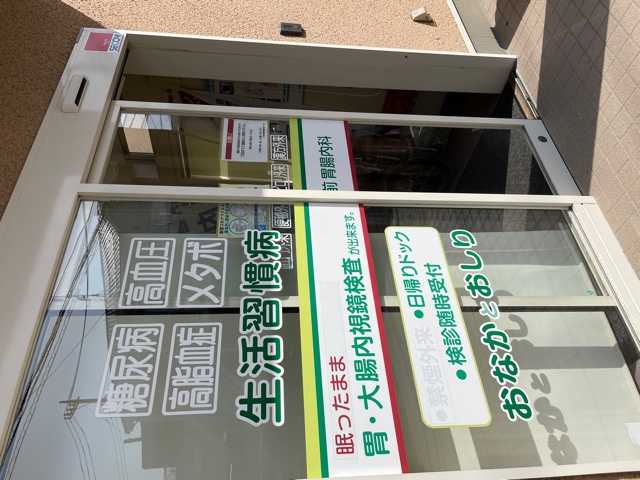 糖尿病 高血圧
高脂血症 メタボ
生活習慣病
眠ったまま
胃・大腸内視鏡検査が出来ます。
・禁煙外来
・日帰りドック
・検診随時受付
おなかとおしり
前 胃腸内科
SECOM